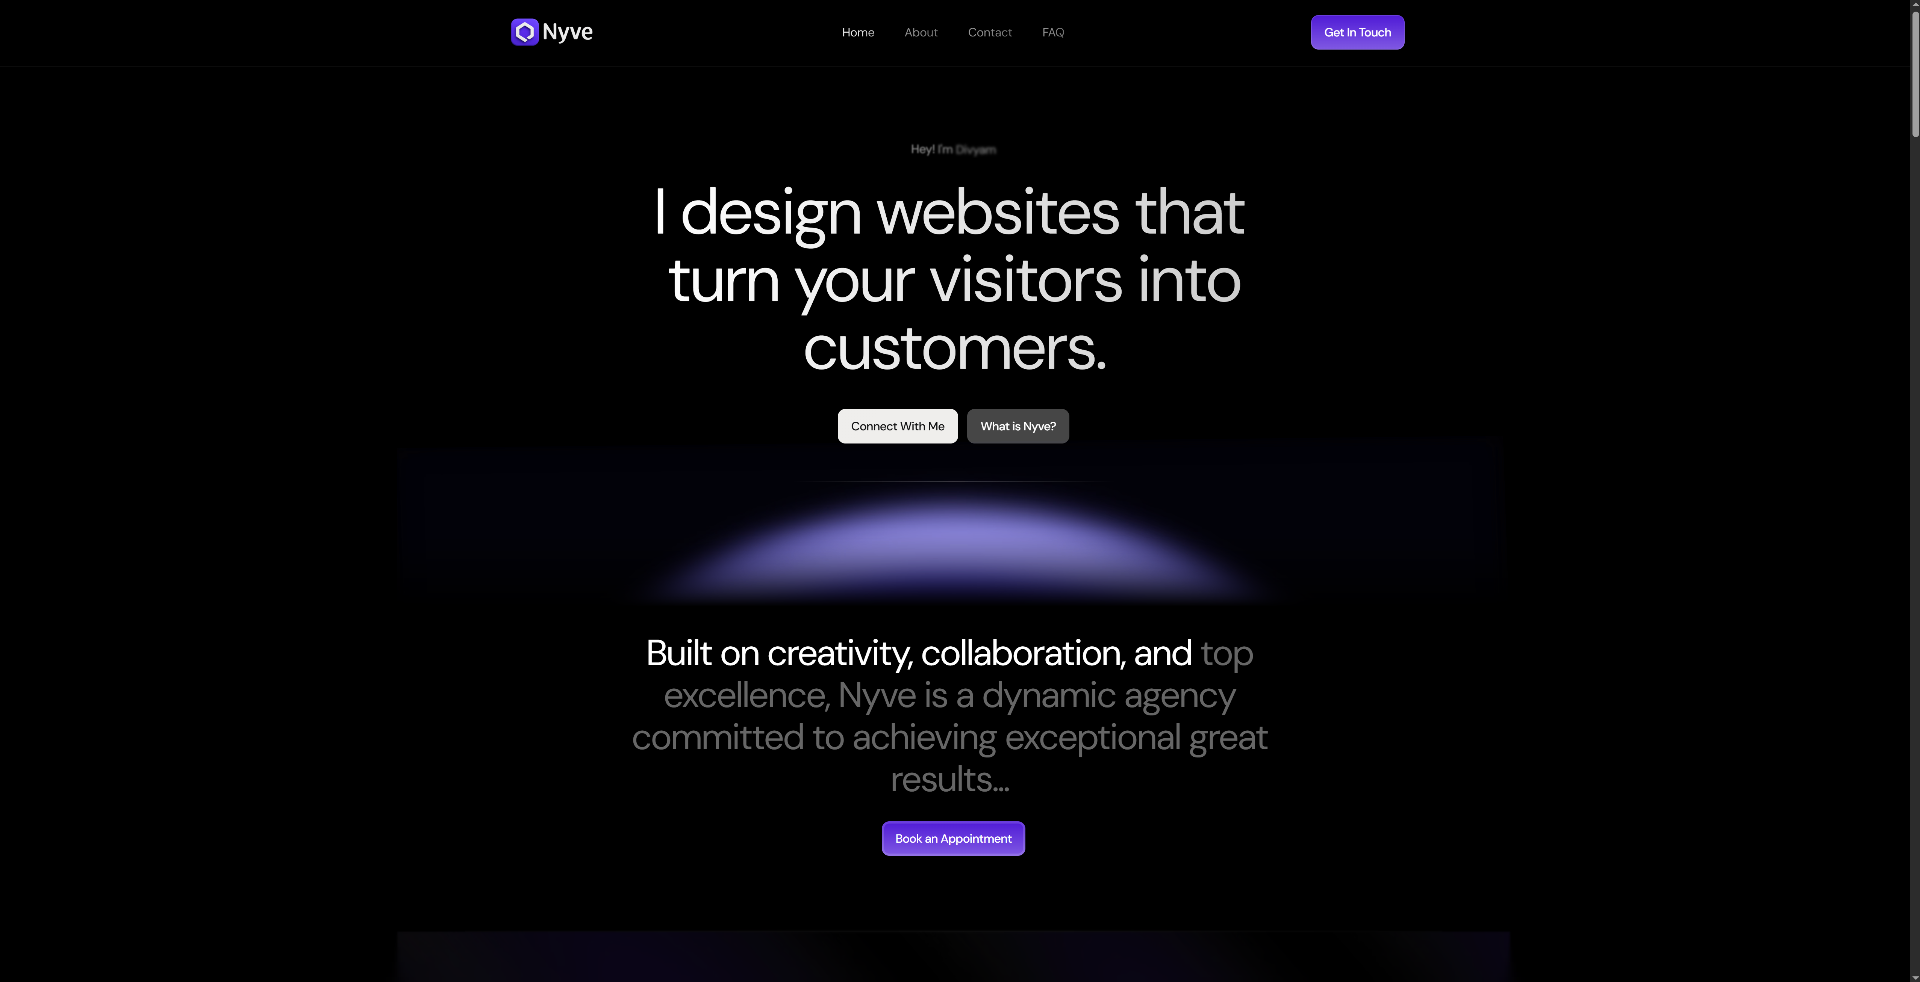 Nyve
Home About Contact FAQ
Get In Touch
Hey! I'm Divyam
I design websites that
turn your visitors into
customers.
Connect With Me What is Nyve?
Built on creativity, collaboration, and top
excellence, Nyve is a dynamic agency
committed to achieving exceptional great
results...
Book an Appointment